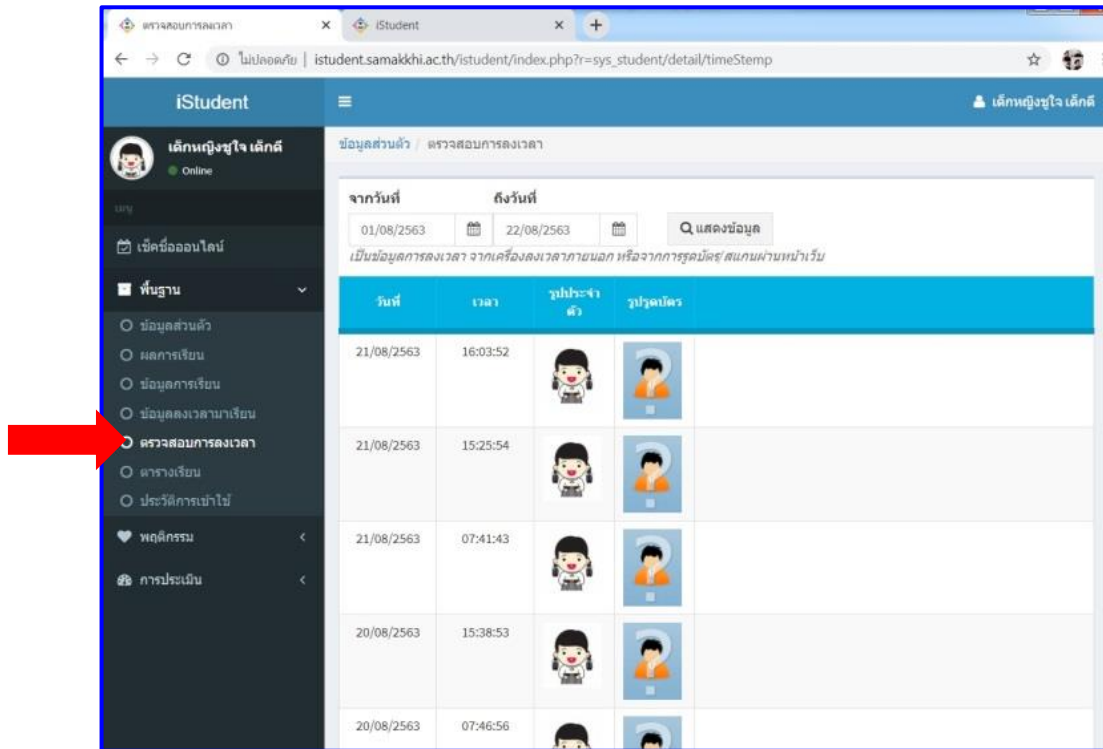 ตรวจสอบการลงเวลา
iStudent
ไม่ปลอดภัย | istudent.samakkhi.ac.th/istudent/index.php?r=sys_student/detail/timeStemp
iStudent
เด็กหญิงชูใจ เด็กดี
เด็กหญิงชูใจ เด็กดี
Online
เมนู
เช็คชื่อออนไลน์
พื้นฐาน
ข้อมูลส่วนตัว
ผลการเรียน
ข้อมูลการเรียน
ข้อมูลลงเวลามาเรียน
ตรวจสอบการลงเวลา
ตารางเรียน
ประวัติการเข้าใช้
พฤติกรรม
การประเมิน
ข้อมูลส่วนตัว / ตรวจสอบการลงเวลา
จากวันที่ ถึงวันที่
01/08/2563 22/08/2563 แสดงข้อมูล
เป็นข้อมูลการลงเวลา จากเครื่องลงเวลาภายนอก หรือจากการรูดบัตร/สแกนผ่านหน้าเว็บ
วันที่ เวลา รูปประจำตัว รูปรูดบัตร
21/08/2563 16:03:52
21/08/2563 15:25:54
21/08/2563 07:41:43
20/08/2563 15:38:53
20/08/2563 07:46:56